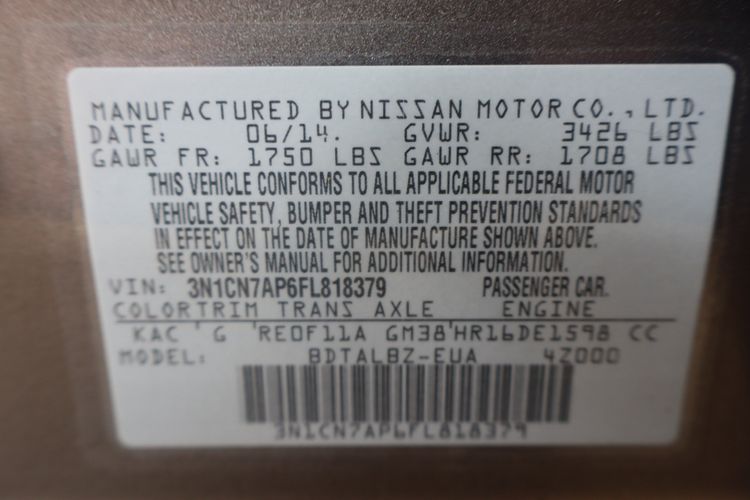 MANUFACTURED BY NISSAN MOTOR CO., LTD.
DATE: 06/14. GVWR: 3426 LBS
GAWR FR: 1750 LBS GAWR RR: 1708 LBS
THIS VEHICLE CONFORMS TO ALL APPLICABLE FEDERAL MOTOR
VEHICLE SAFETY, BUMPER AND THEFT PREVENTION STANDARDS
IN EFFECT ON THE DATE OF MANUFACTURE SHOWN ABOVE.
SEE OWNER'S MANUAL FOR ADDITIONAL INFORMATION.
VIN: 3N1CN7AP6FL818379 PASSENGER CAR.
COLORTRIM TRANS AXLE ENGINE
KAC ' G 'RE0F11A GM38'HR16DE1598 CC
MODEL: BDTALBZ-EUA 4Z000
3N1CN7AP6FL818379